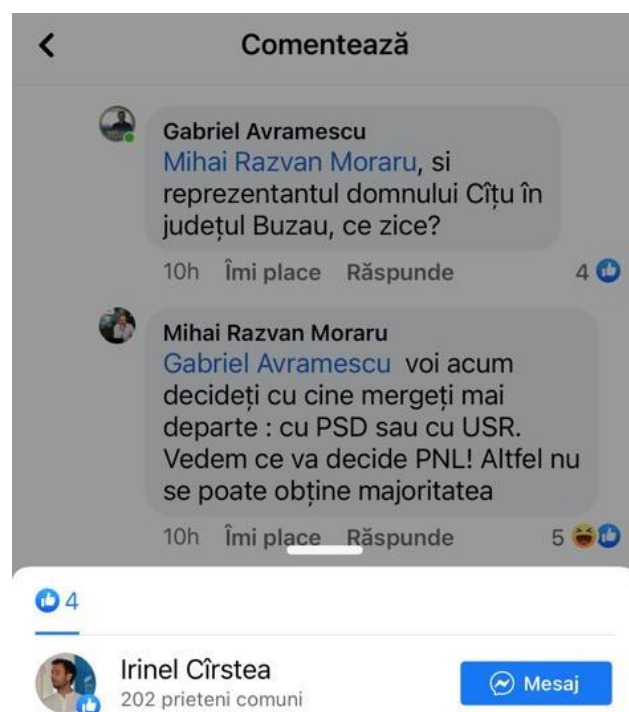 Comentează
Gabriel Avramescu
Mihai Razvan Moraru, si
reprezentantul domnului Cîțu în
județul Buzau, ce zice?
10h Îmi place Răspunde 4
Mihai Razvan Moraru
Gabriel Avramescu voi acum
decideți cu cine mergeți mai
departe : cu PSD sau cu USR.
Vedem ce va decide PNL! Altfel nu
se poate obține majoritatea
10h Îmi place Răspunde 5
4
Irinel Cîrstea
202 prieteni comuni
Mesaj